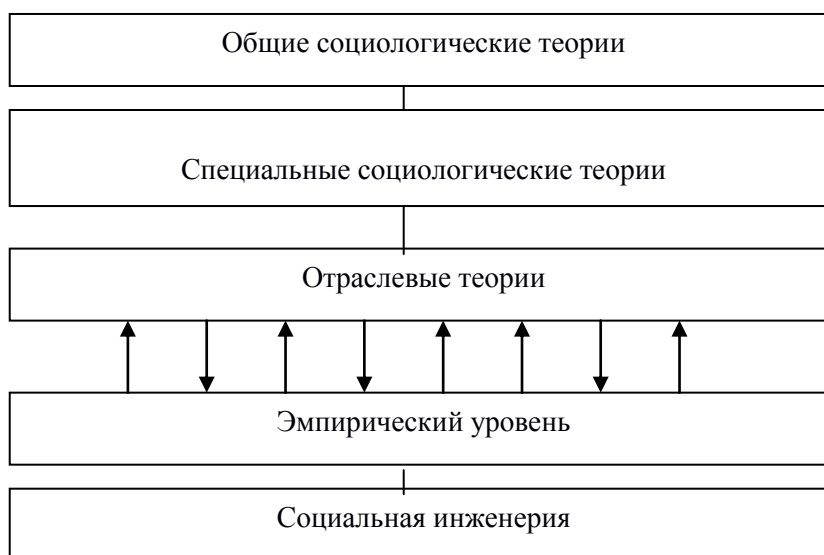 Общие социологические теории
Специальные социологические теории
Отраслевые теории
Эмпирический уровень
Социальная инженерия